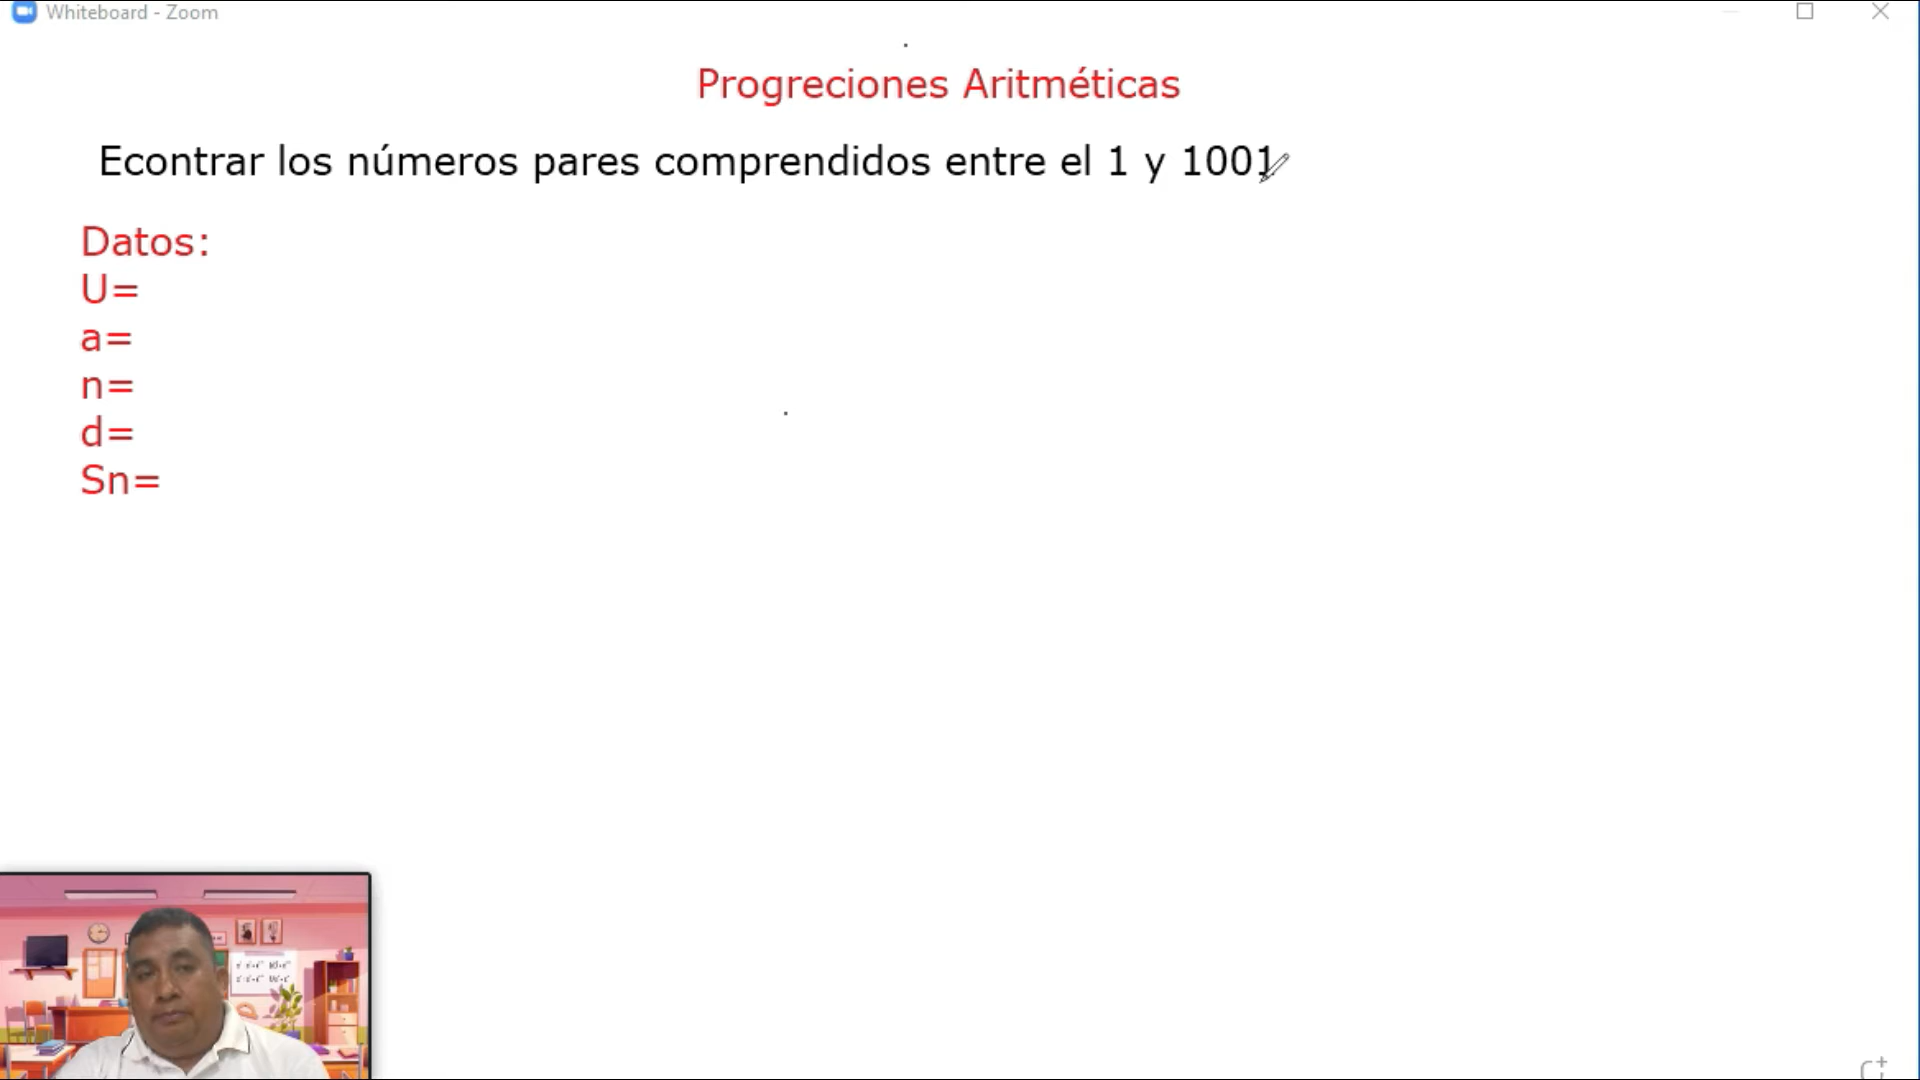 Whiteboard - Zoom
Progreciones Aritméticas
Econtrar los números pares comprendidos entre el 1 y 1001
Datos:
U=
a=
n=
d=
Sn=